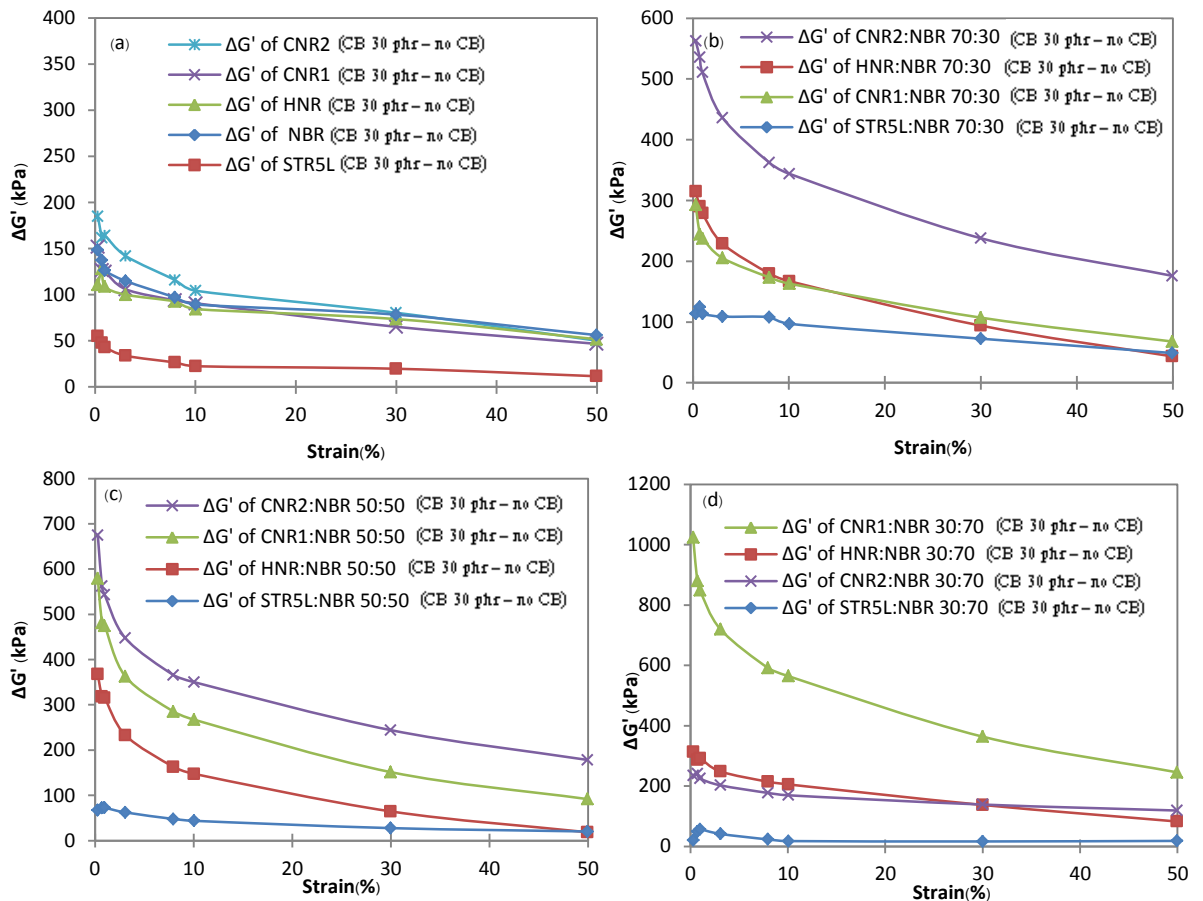 (a)
ΔG' of CNR2 (CB 30 phr – no CB)
ΔG' of CNR1 (CB 30 phr – no CB)
ΔG' of HNR (CB 30 phr – no CB)
ΔG' of NBR (CB 30 phr – no CB)
ΔG' of STR5L (CB 30 phr – no CB)
ΔG' (kPa)
400
350
300
250
200
150
100
50
0
0 10 20 30 40 50
Strain(%)
(b)
ΔG' of CNR2:NBR 70:30 (CB 30 phr – no CB)
ΔG' of HNR:NBR 70:30 (CB 30 phr – no CB)
ΔG' of CNR1:NBR 70:30 (CB 30 phr – no CB)
ΔG' of STR5L:NBR 70:30 (CB 30 phr – no CB)
ΔG' (kPa)
600
500
400
300
200
100
0
0 10 20 30 40 50
Strain(%)
(c)
ΔG' of CNR2:NBR 50:50 (CB 30 phr – no CB)
ΔG' of CNR1:NBR 50:50 (CB 30 phr – no CB)
ΔG' of HNR:NBR 50:50 (CB 30 phr – no CB)
ΔG' of STR5L:NBR 50:50 (CB 30 phr – no CB)
ΔG' (kPa)
800
700
600
500
400
300
200
100
0
0 10 20 30 40 50
Strain(%)
(d)
ΔG' of CNR1:NBR 30:70 (CB 30 phr – no CB)
ΔG' of HNR:NBR 30:70 (CB 30 phr – no CB)
ΔG' of CNR2:NBR 30:70 (CB 30 phr – no CB)
ΔG' of STR5L:NBR 30:70 (CB 30 phr – no CB)
ΔG' (kPa)
1200
1000
800
600
400
200
0
0 10 20 30 40 50
Strain(%)